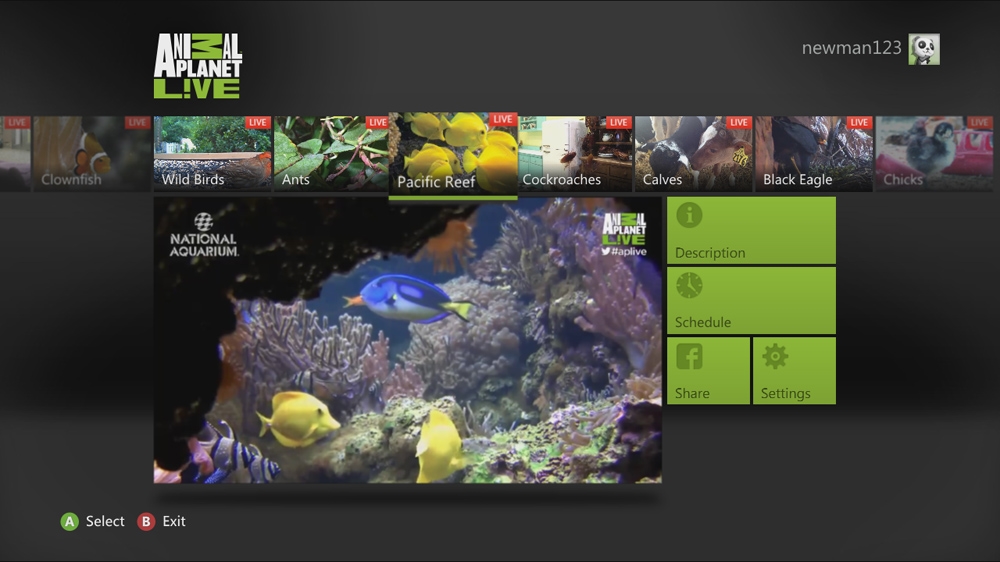 ANIMAL
PLANET
L!VE
newman123
LIVE
LIVE
LIVE
LIVE
LIVE
LIVE
LIVE
LIVE
LIVE
Clownfish
Wild Birds
Ants
Pacific Reef
Cockroaches
Calves
Black Eagle
Chicks
NATIONAL
AQUARIUM
ANIMAL
PLANET
L!VE
#aplive
Description
Schedule
Share
Settings
A Select B Exit